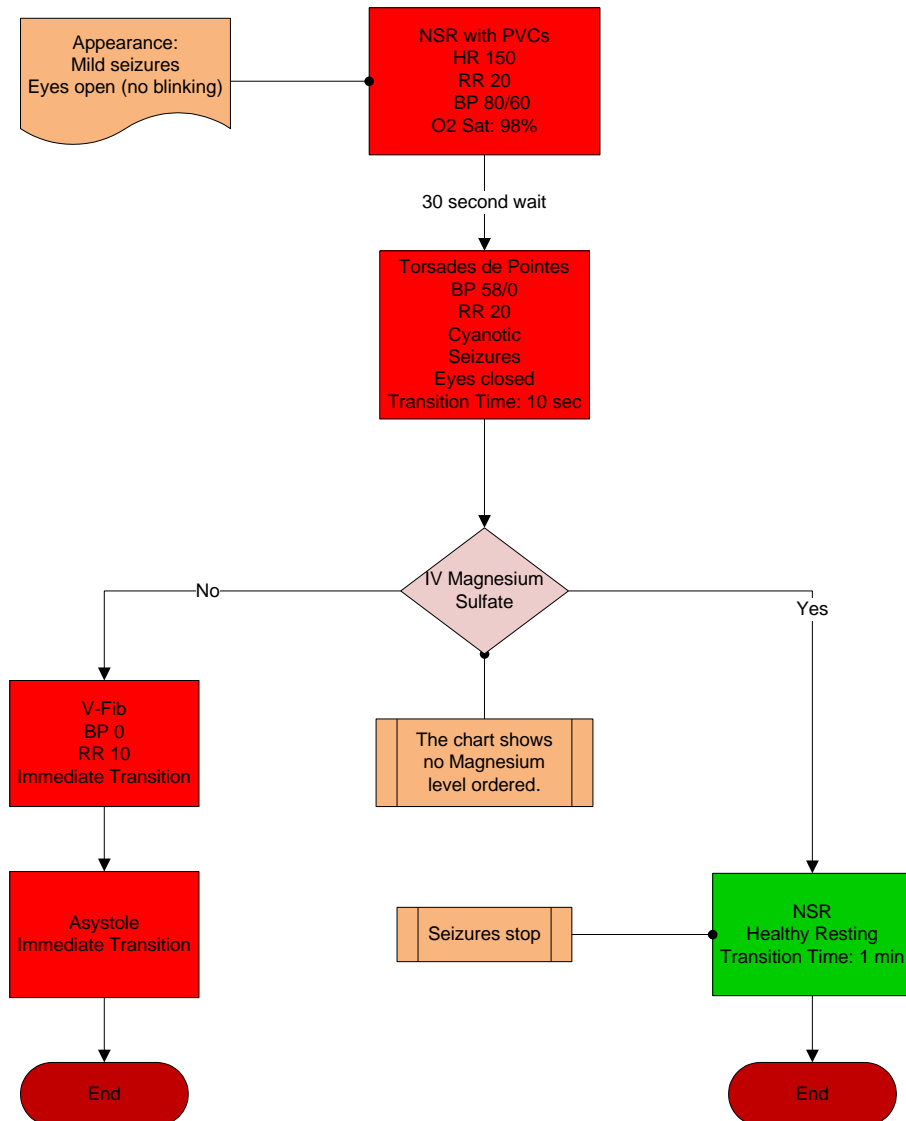 Appearance:
Mild seizures
Eyes open (no blinking)
NSR with PVCs
HR 150
RR 20
BP 80/60
O2 Sat: 98%
30 second wait
Torsades de Pointes
BP 58/0
RR 20
Cyanotic
Seizures
Eyes closed
Transition Time: 10 sec
IV Magnesium
Sulfate
No
Yes
V-Fib
BP 0
RR 10
Immediate Transition
The chart shows
no Magnesium
level ordered.
Asystole
Immediate Transition
Seizures stop
NSR
Healthy Resting
Transition Time: 1 min
End
End